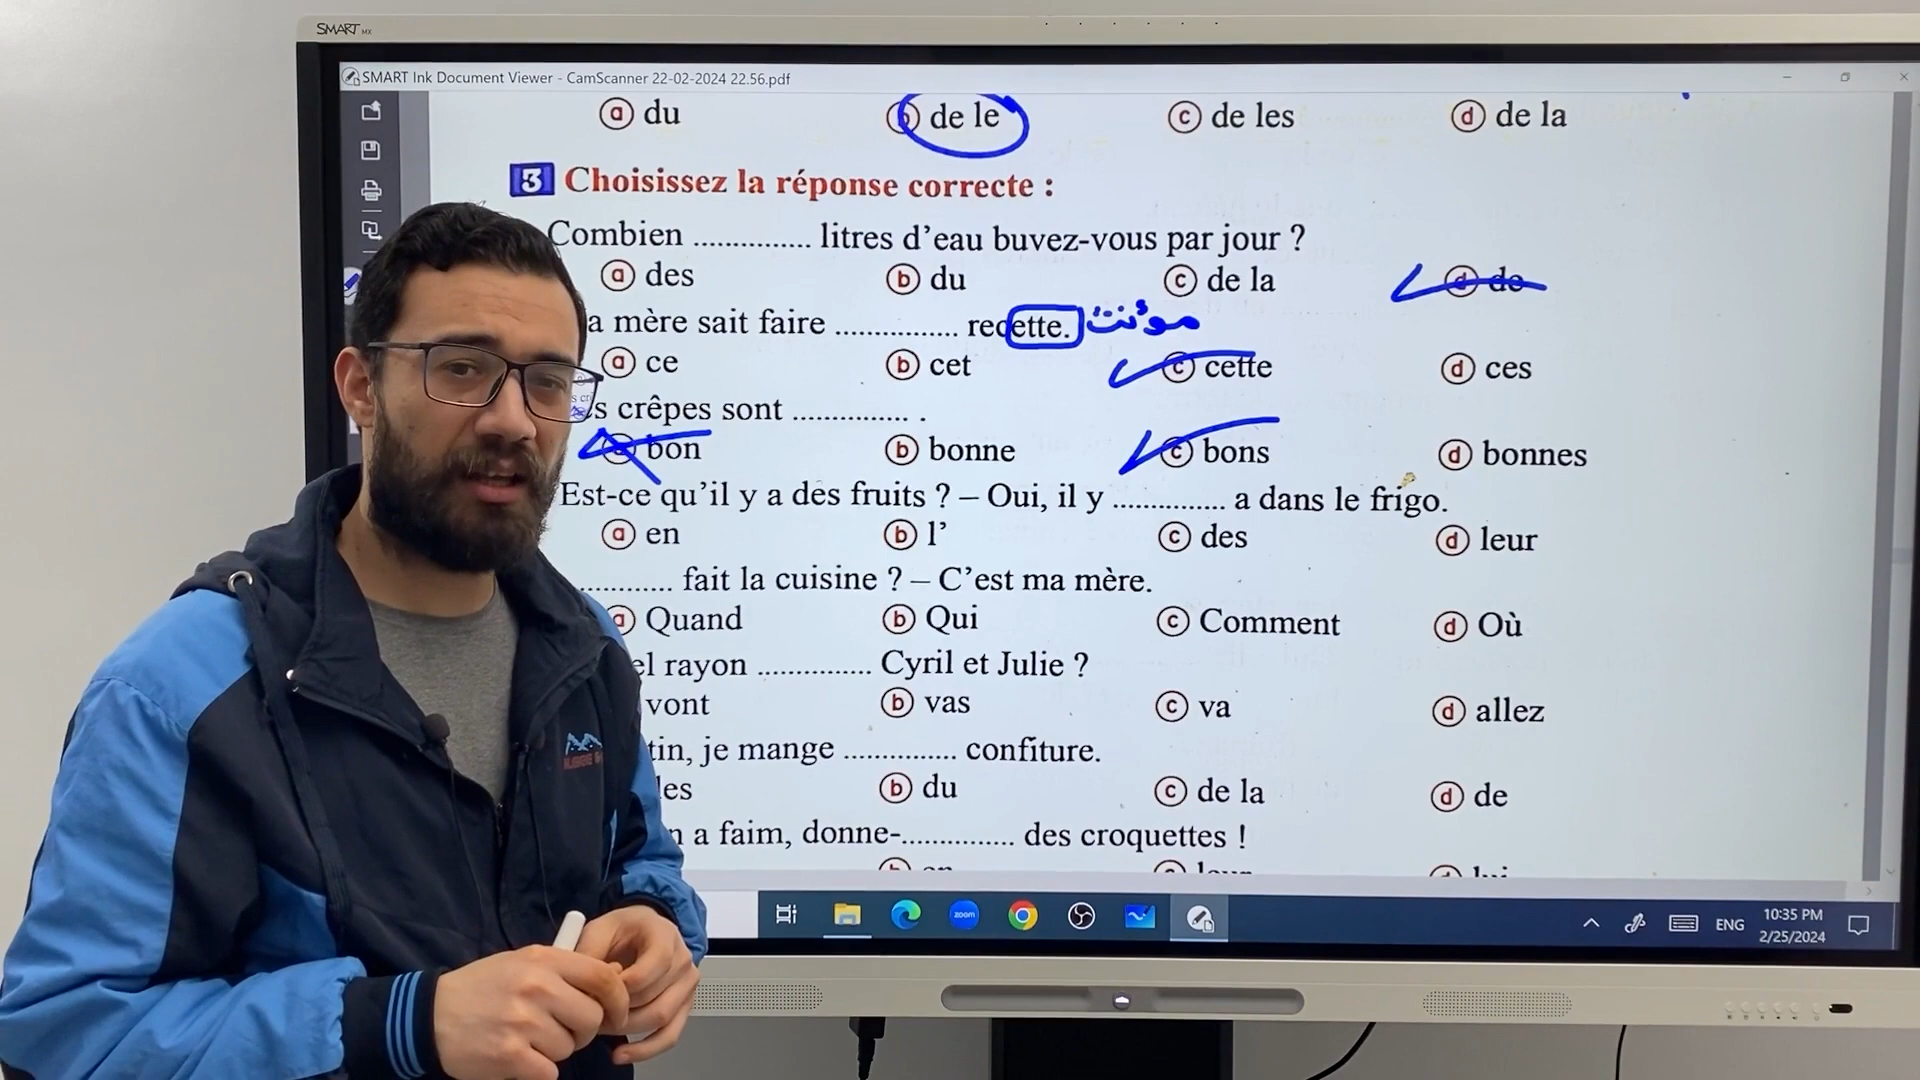 SMART MX
SMART Ink Document Viewer - CamScanner 22-02-2024 22.56.pdf
ⓐ du ⓑ de le ⓒ de les ⓓ de la
3 Choisissez la réponse correcte :
Combien ............... litres d'eau buvez-vous par jour ?
ⓐ des ⓑ du ⓒ de la ⓓ de
a mère sait faire ................ recette. مؤنث
ⓐ ce ⓑ cet ⓒ cette ⓓ ces
s crêpes sont ............... .
bon ⓑ bonne ⓒ bons ⓓ bonnes
Est-ce qu'il y a des fruits ? – Oui, il y ............... a dans le frigo.
ⓐ en ⓑ l' ⓒ des ⓓ leur
............ fait la cuisine ? – C'est ma mère.
ⓐ Quand ⓑ Qui ⓒ Comment ⓓ Où
el rayon ............... Cyril et Julie ?
vont ⓑ vas ⓒ va ⓓ allez
tin, je mange ............... confiture.
les ⓑ du ⓒ de la ⓓ de
n a faim, donne-............... des croquettes !
en leur lui
zoom
ENG
10:35 PM
2/25/2024